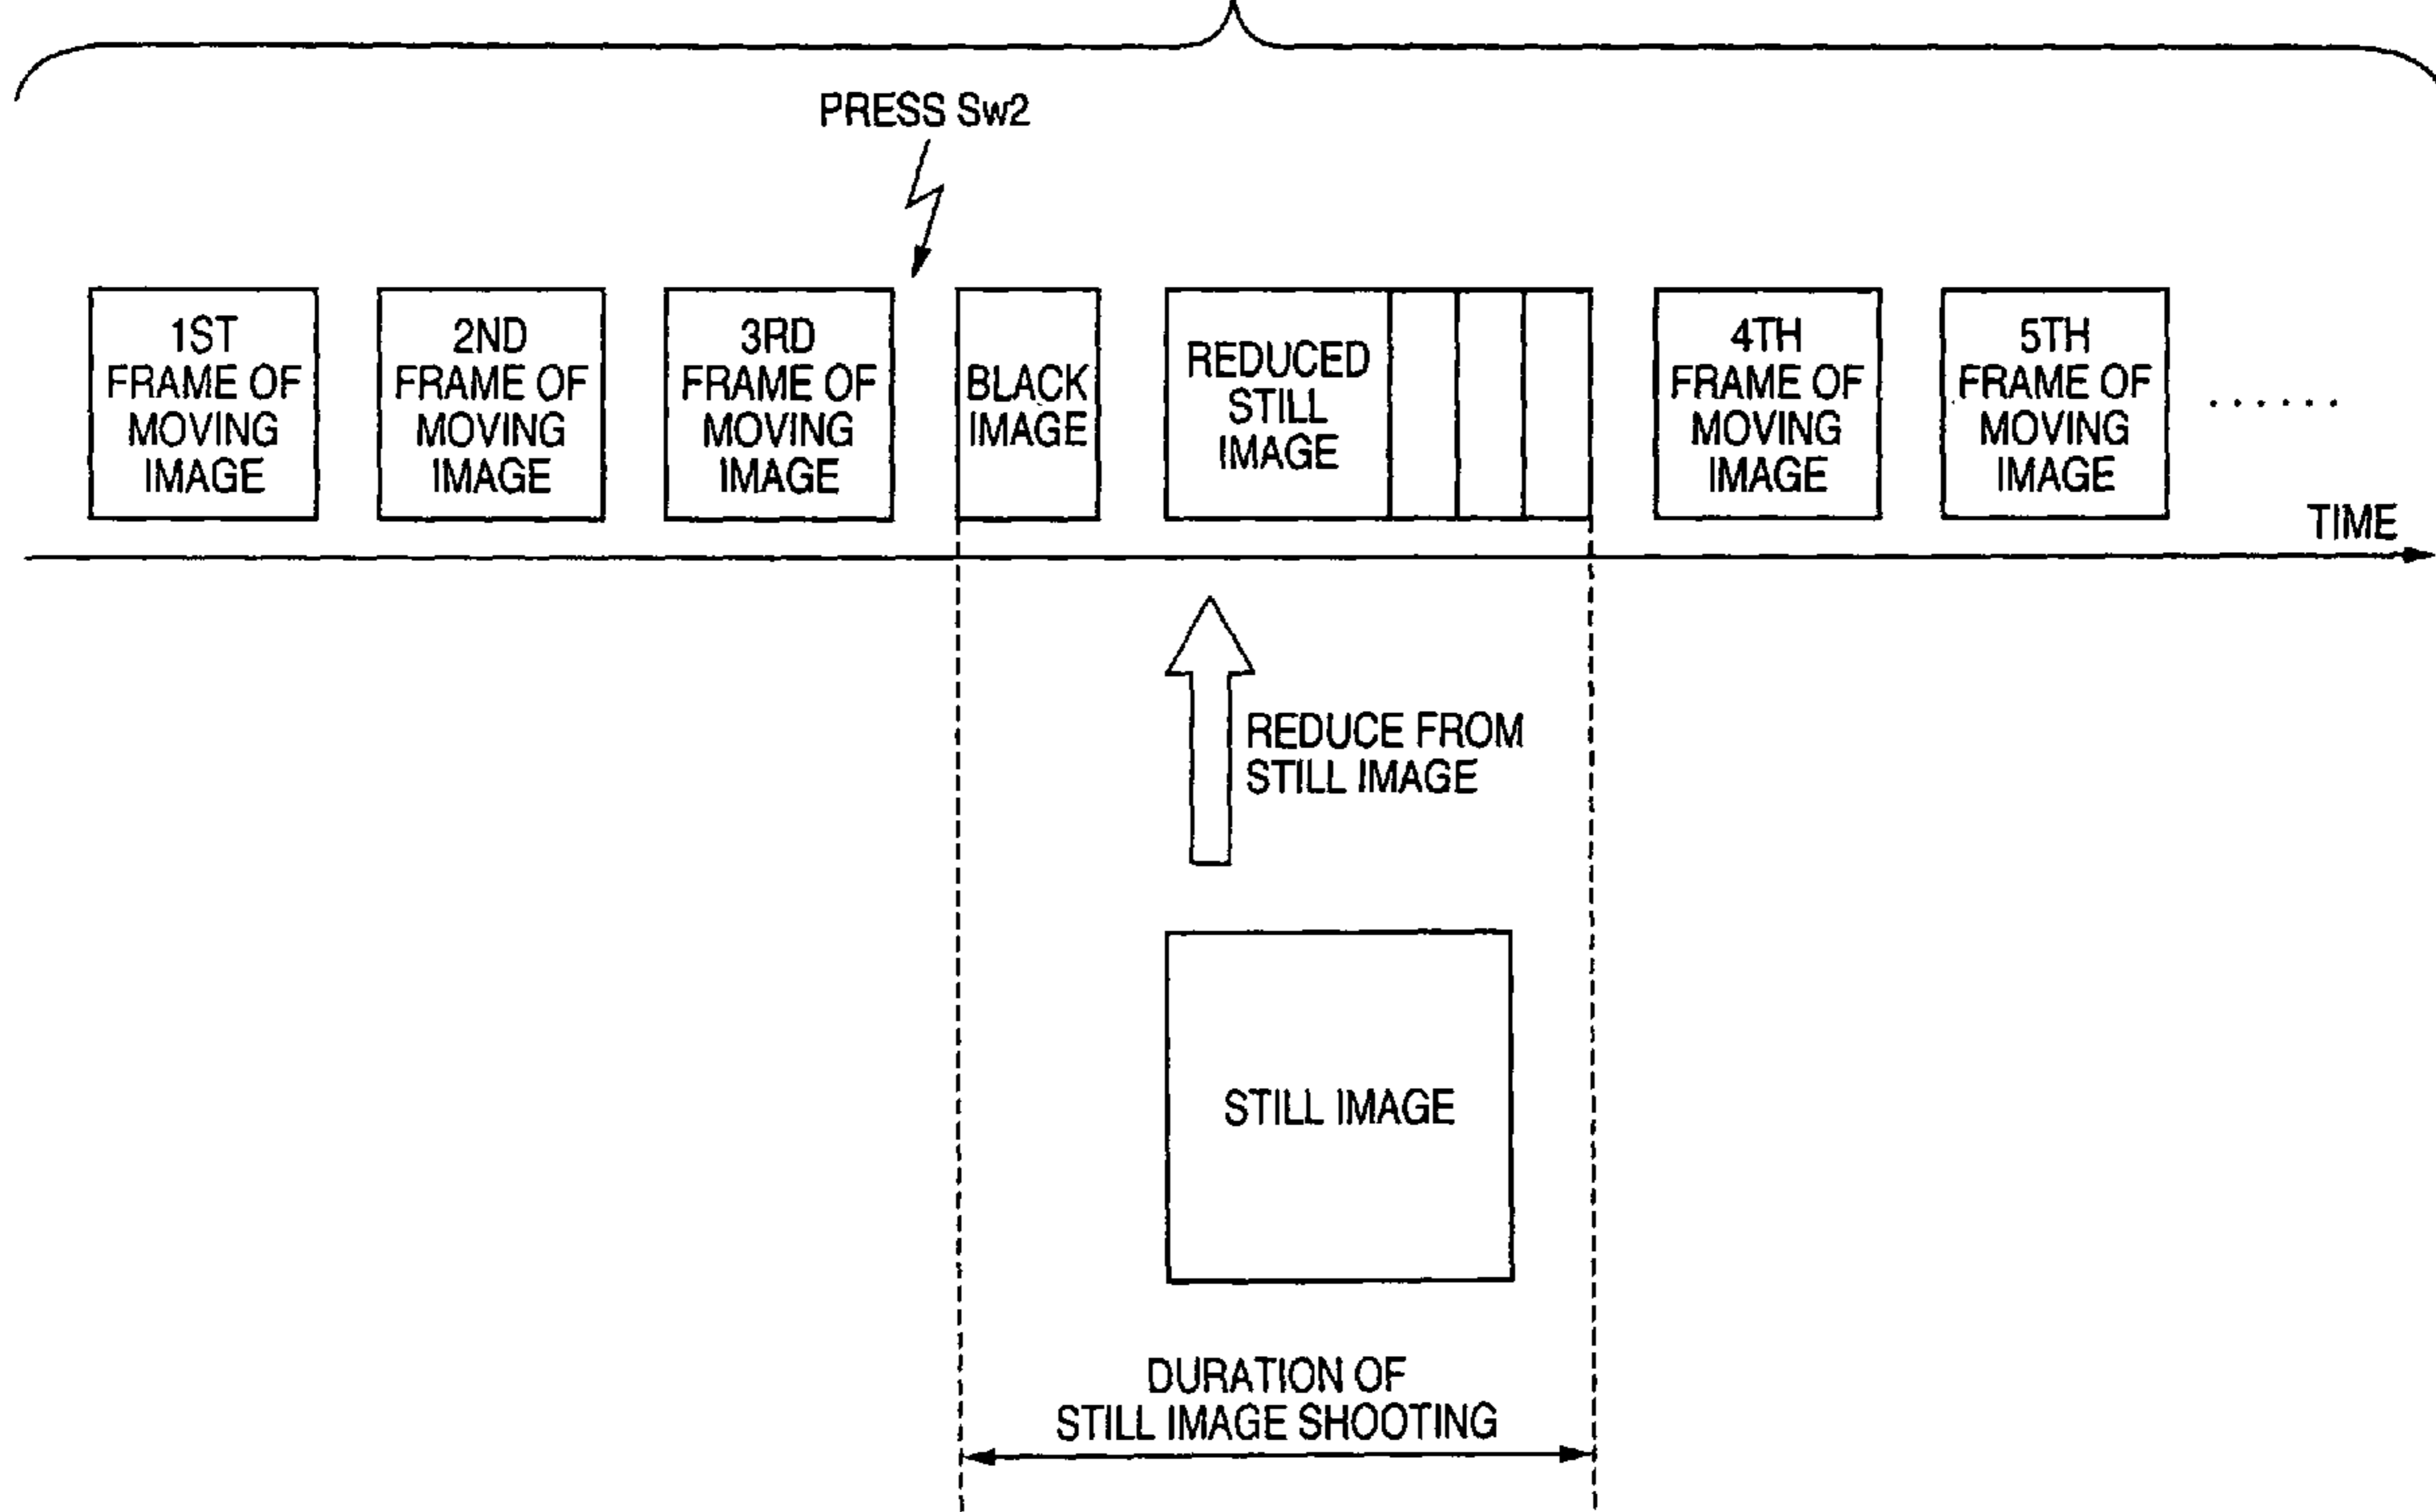 PRESS Sw2
1ST
FRAME OF
MOVING
IMAGE
2ND
FRAME OF
MOVING
IMAGE
3RD
FRAME OF
MOVING
IMAGE
BLACK
IMAGE
REDUCED
STILL
IMAGE
4TH
FRAME OF
MOVING
IMAGE
5TH
FRAME OF
MOVING
IMAGE
......
TIME
REDUCE FROM
STILL IMAGE
STILL IMAGE
DURATION OF
STILL IMAGE SHOOTING